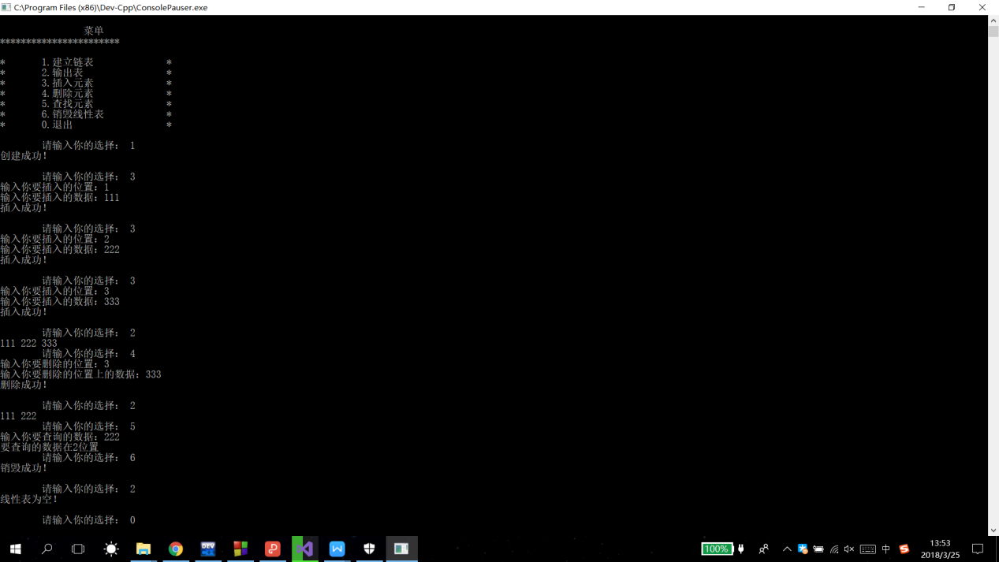 C:\Program Files (x86)\Dev-Cpp\ConsolePauser.exe
菜单
***********************
* 1.建立链表 *
* 2.输出表 *
* 3.插入元素 *
* 4.删除元素 *
* 5.查找元素 *
* 6.销毁线性表 *
* 0.退出 *
请输入你的选择： 1
创建成功！
请输入你的选择： 3
输入你要插入的位置：1
输入你要插入的数据：111
插入成功！
请输入你的选择： 3
输入你要插入的位置：2
输入你要插入的数据：222
插入成功！
请输入你的选择： 3
输入你要插入的位置：3
输入你要插入的数据：333
插入成功！
请输入你的选择： 2
111 222 333
请输入你的选择： 4
输入你要删除的位置：3
输入你要删除的位置上的数据：333
删除成功！
请输入你的选择： 2
111 222
请输入你的选择： 5
输入你要查询的数据：222
要查询的数据在2位置
请输入你的选择： 6
销毁成功！
请输入你的选择： 2
线性表为空！
请输入你的选择： 0
DEV
100%
中
13:53
2018/3/25